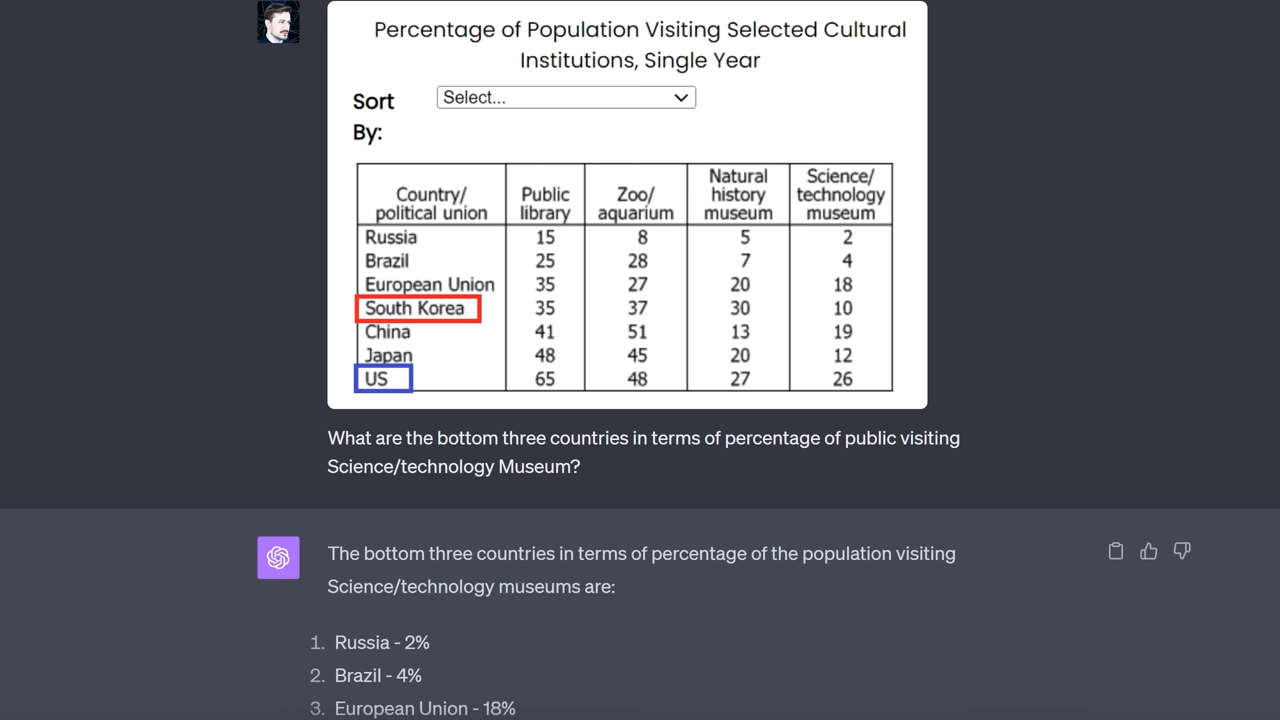 Percentage of Population Visiting Selected Cultural
Institutions, Single Year
Sort
By:
Select...
Country/
political union
Public
library
Zoo/
aquarium
Natural
history
museum
Science/
technology
museum
Russia 15 8 5 2
Brazil 25 28 7 4
European Union 35 27 20 18
South Korea 35 37 30 10
China 41 51 13 19
Japan 48 45 20 12
US 65 48 27 26
What are the bottom three countries in terms of percentage of public visiting
Science/technology Museum?
The bottom three countries in terms of percentage of the population visiting
Science/technology museums are:
1. Russia - 2%
2. Brazil - 4%
3. European Union - 18%